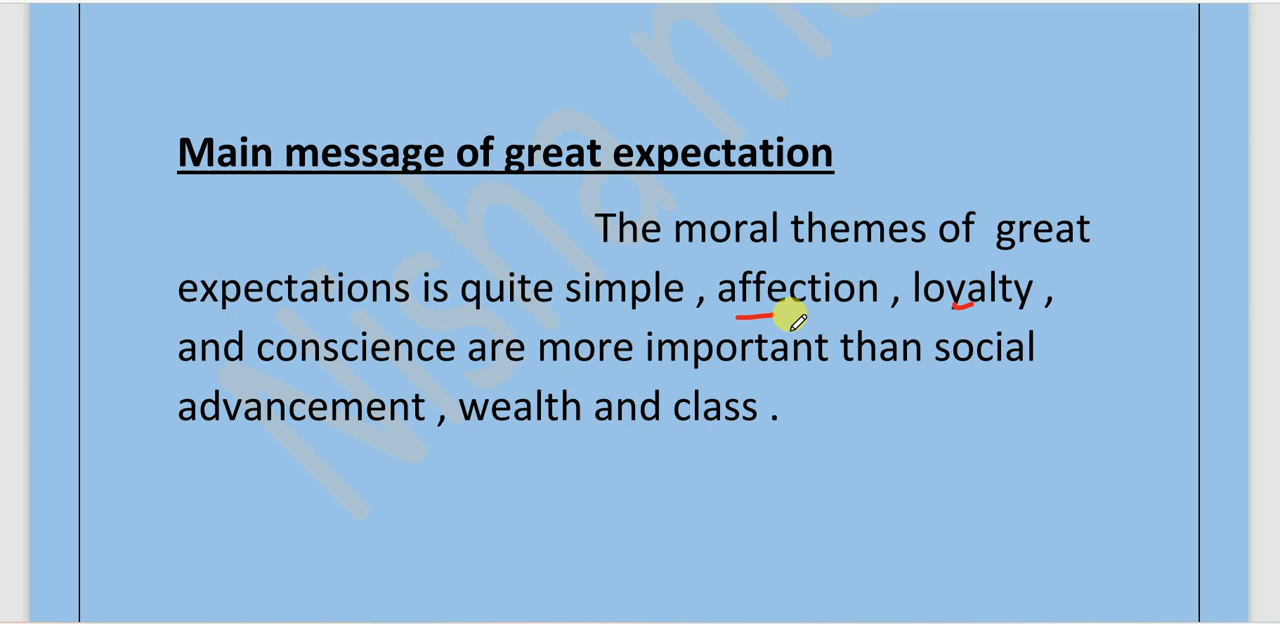 Main message of great expectation
The moral themes of great
expectations is quite simple , affection , loyalty ,
and conscience are more important than social
advancement , wealth and class .
Nisha